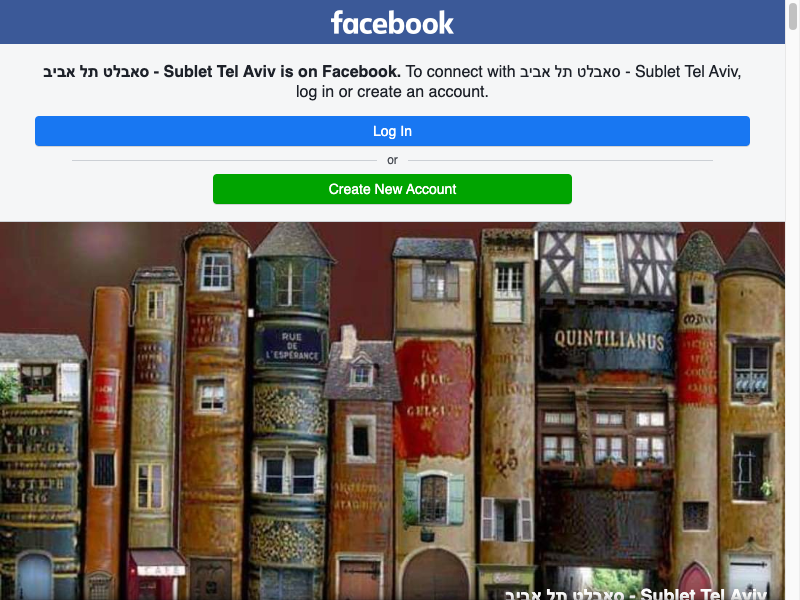 facebook
סאבלט תל אביב - Sublet Tel Aviv is on Facebook. To connect with סאבלט תל אביב - Sublet Tel Aviv,
log in or create an account.
Log In
or
Create New Account
RUE
DE
L'ESPÉRANCE
QUINTILIANUS
סאבלט תל אביב - Sublet Tel Aviv